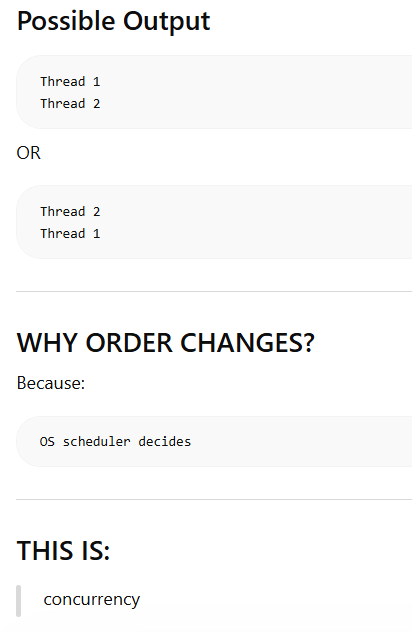 Possible Output
Thread 1
Thread 2
OR
Thread 2
Thread 1
WHY ORDER CHANGES?
Because:
OS scheduler decides
THIS IS:
concurrency